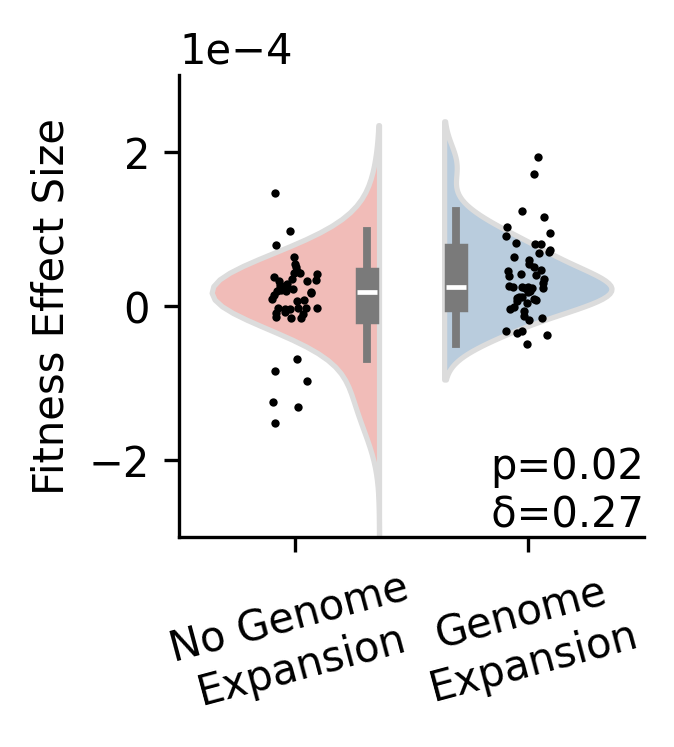 1e−4
Fitness Effect Size
2
0
−2
p=0.02
δ=0.27
No Genome
Expansion
Genome
Expansion